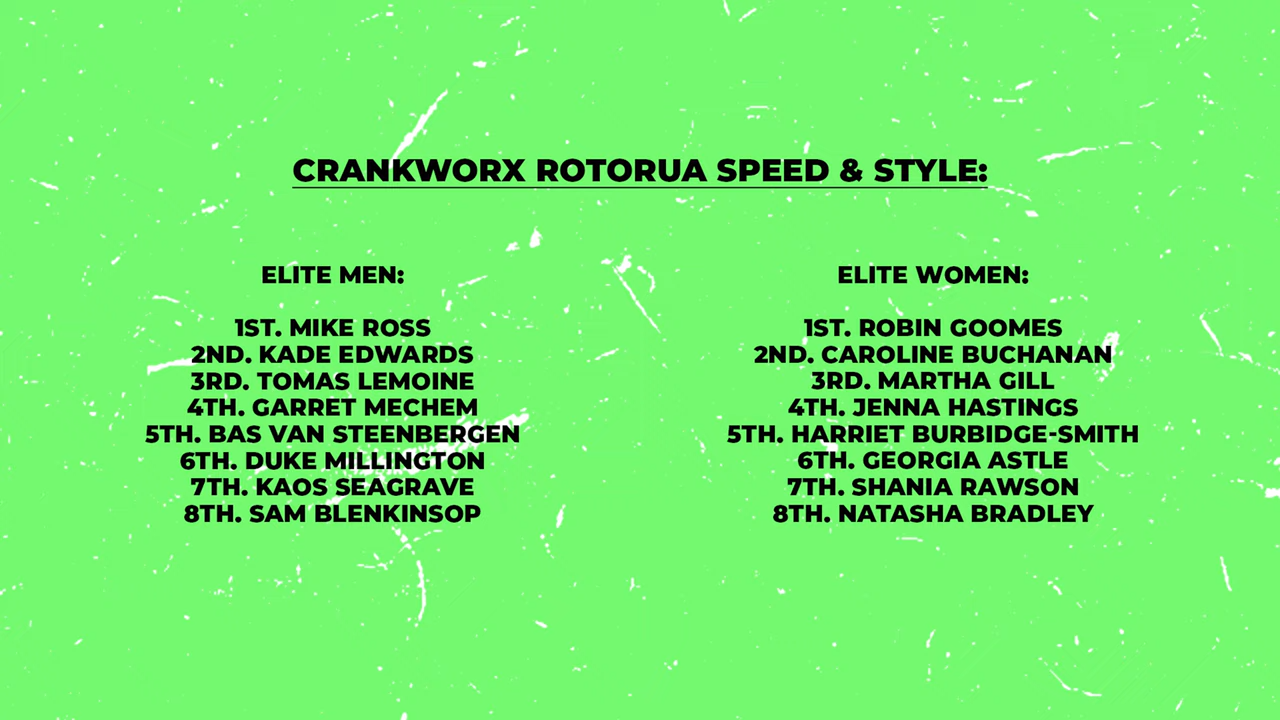 CRANKWORX ROTORUA SPEED & STYLE:
ELITE MEN:
1ST. MIKE ROSS
2ND. KADE EDWARDS
3RD. TOMAS LEMOINE
4TH. GARRET MECHEM
5TH. BAS VAN STEENBERGEN
6TH. DUKE MILLINGTON
7TH. KAOS SEAGRAVE
8TH. SAM BLENKINSOP
ELITE WOMEN:
1ST. ROBIN GOOMES
2ND. CAROLINE BUCHANAN
3RD. MARTHA GILL
4TH. JENNA HASTINGS
5TH. HARRIET BURBIDGE-SMITH
6TH. GEORGIA ASTLE
7TH. SHANIA RAWSON
8TH. NATASHA BRADLEY